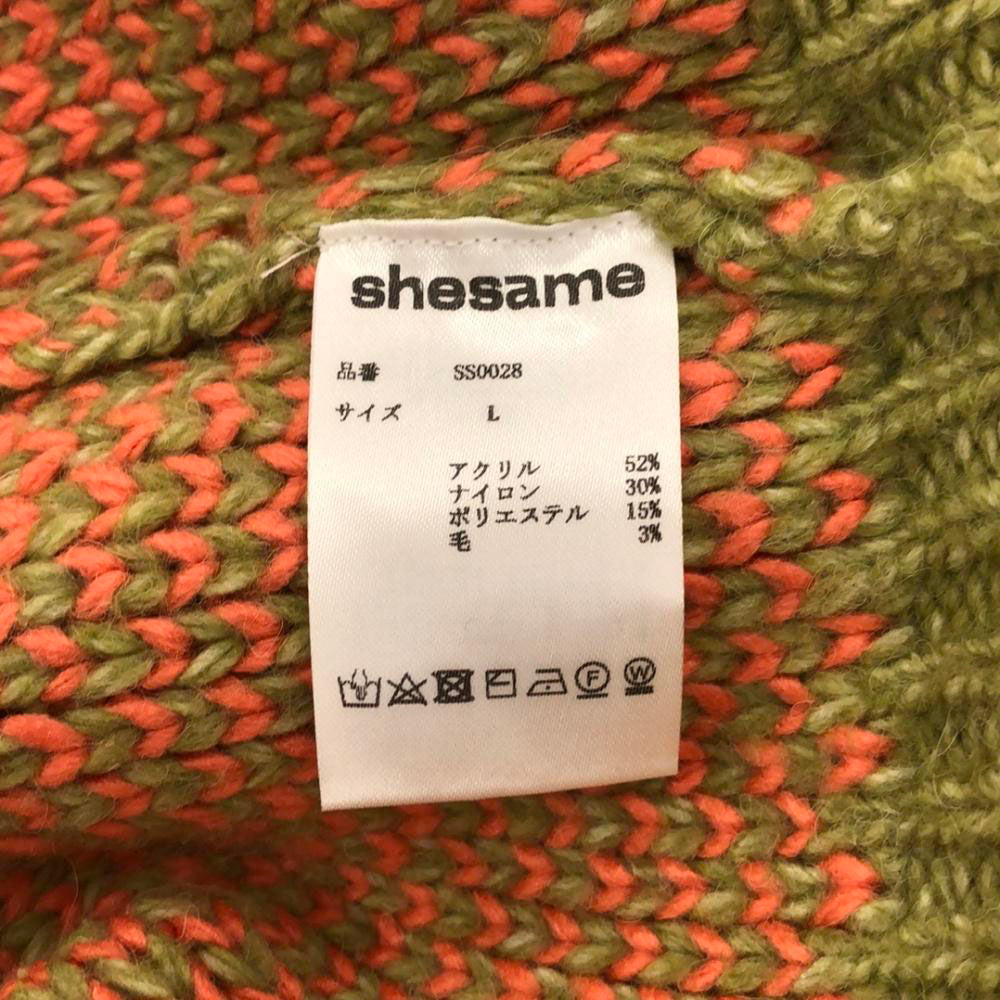 shesame
品番 SS0028
サイズ L
アクリル 52%
ナイロン 30%
ポリエステル 15%
毛 3%
F W